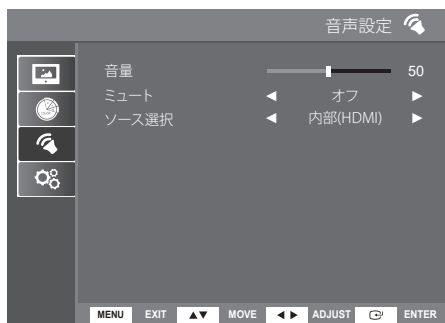 音声設定
音量 50
ミュート ◀ オフ ▶
ソース選択 ◀ 内部(HDMI) ▶
MENU EXIT ▲▼ MOVE ◀▶ ADJUST ENTER